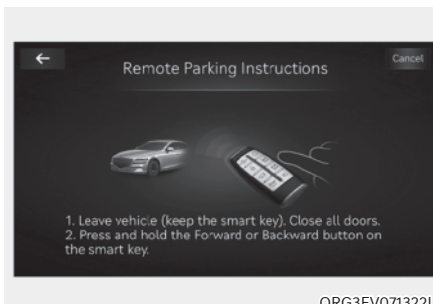 Remote Parking Instructions
Cancel
1. Leave vehicle (keep the smart key). Close all doors.
2. Press and hold the Forward or Backward button on
the smart key.